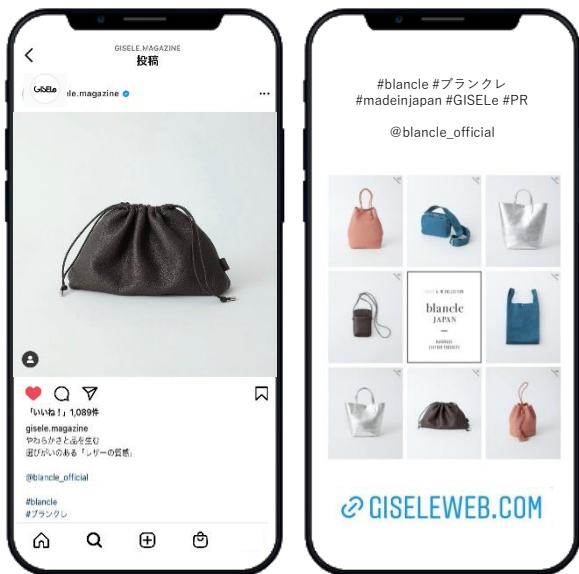 GISELE.MAGAZINE
投稿
GISELe
ele.magazine
「いいね！」1,089件
gisele.magazine
やわらかさと品を生む
選びがいのある「レザーの質感」
@blancle_official
#blancle
#ブランクレ
#blancle #ブランクレ
#madeinjapan #GISELe #PR
@blancle_official
blancle
JAPAN
GISELEWEB.COM